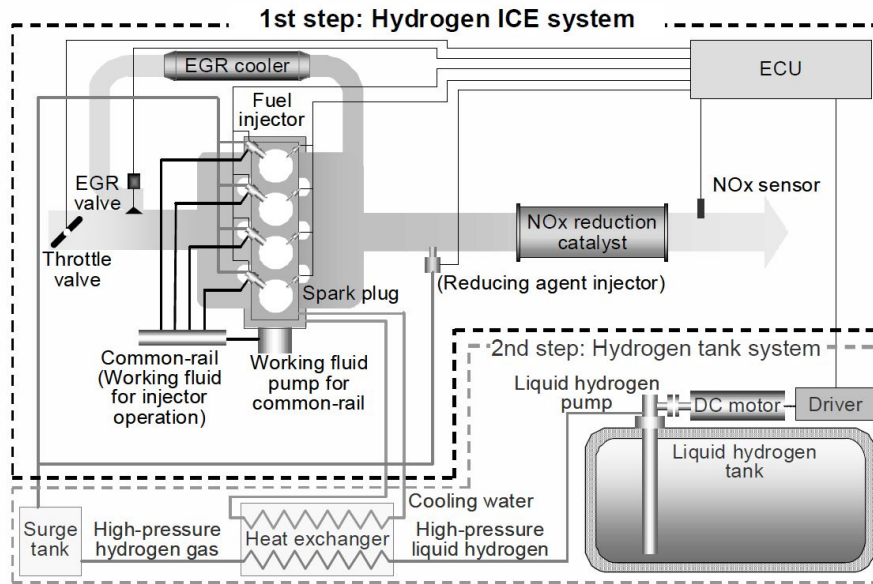 1st step: Hydrogen ICE system
EGR cooler
ECU
Fuel
injector
EGR
valve
NOx sensor
NOx reduction
catalyst
Throttle
valve
(Reducing agent injector)
Spark plug
Common-rail
(Working fluid
for injector
operation)
Working fluid
pump for
common-rail
2nd step: Hydrogen tank system
Liquid hydrogen
pump
DC motor
Driver
Liquid hydrogen
tank
Cooling water
Surge
tank
High-pressure
hydrogen gas
Heat exchanger
High-pressure
liquid hydrogen